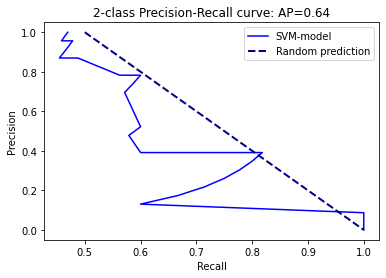 2-class Precision-Recall curve: AP=0.64
SVM-model
Random prediction
Precision
1.0
0.8
0.6
0.4
0.2
0.0
0.5 0.6 0.7 0.8 0.9 1.0
Recall